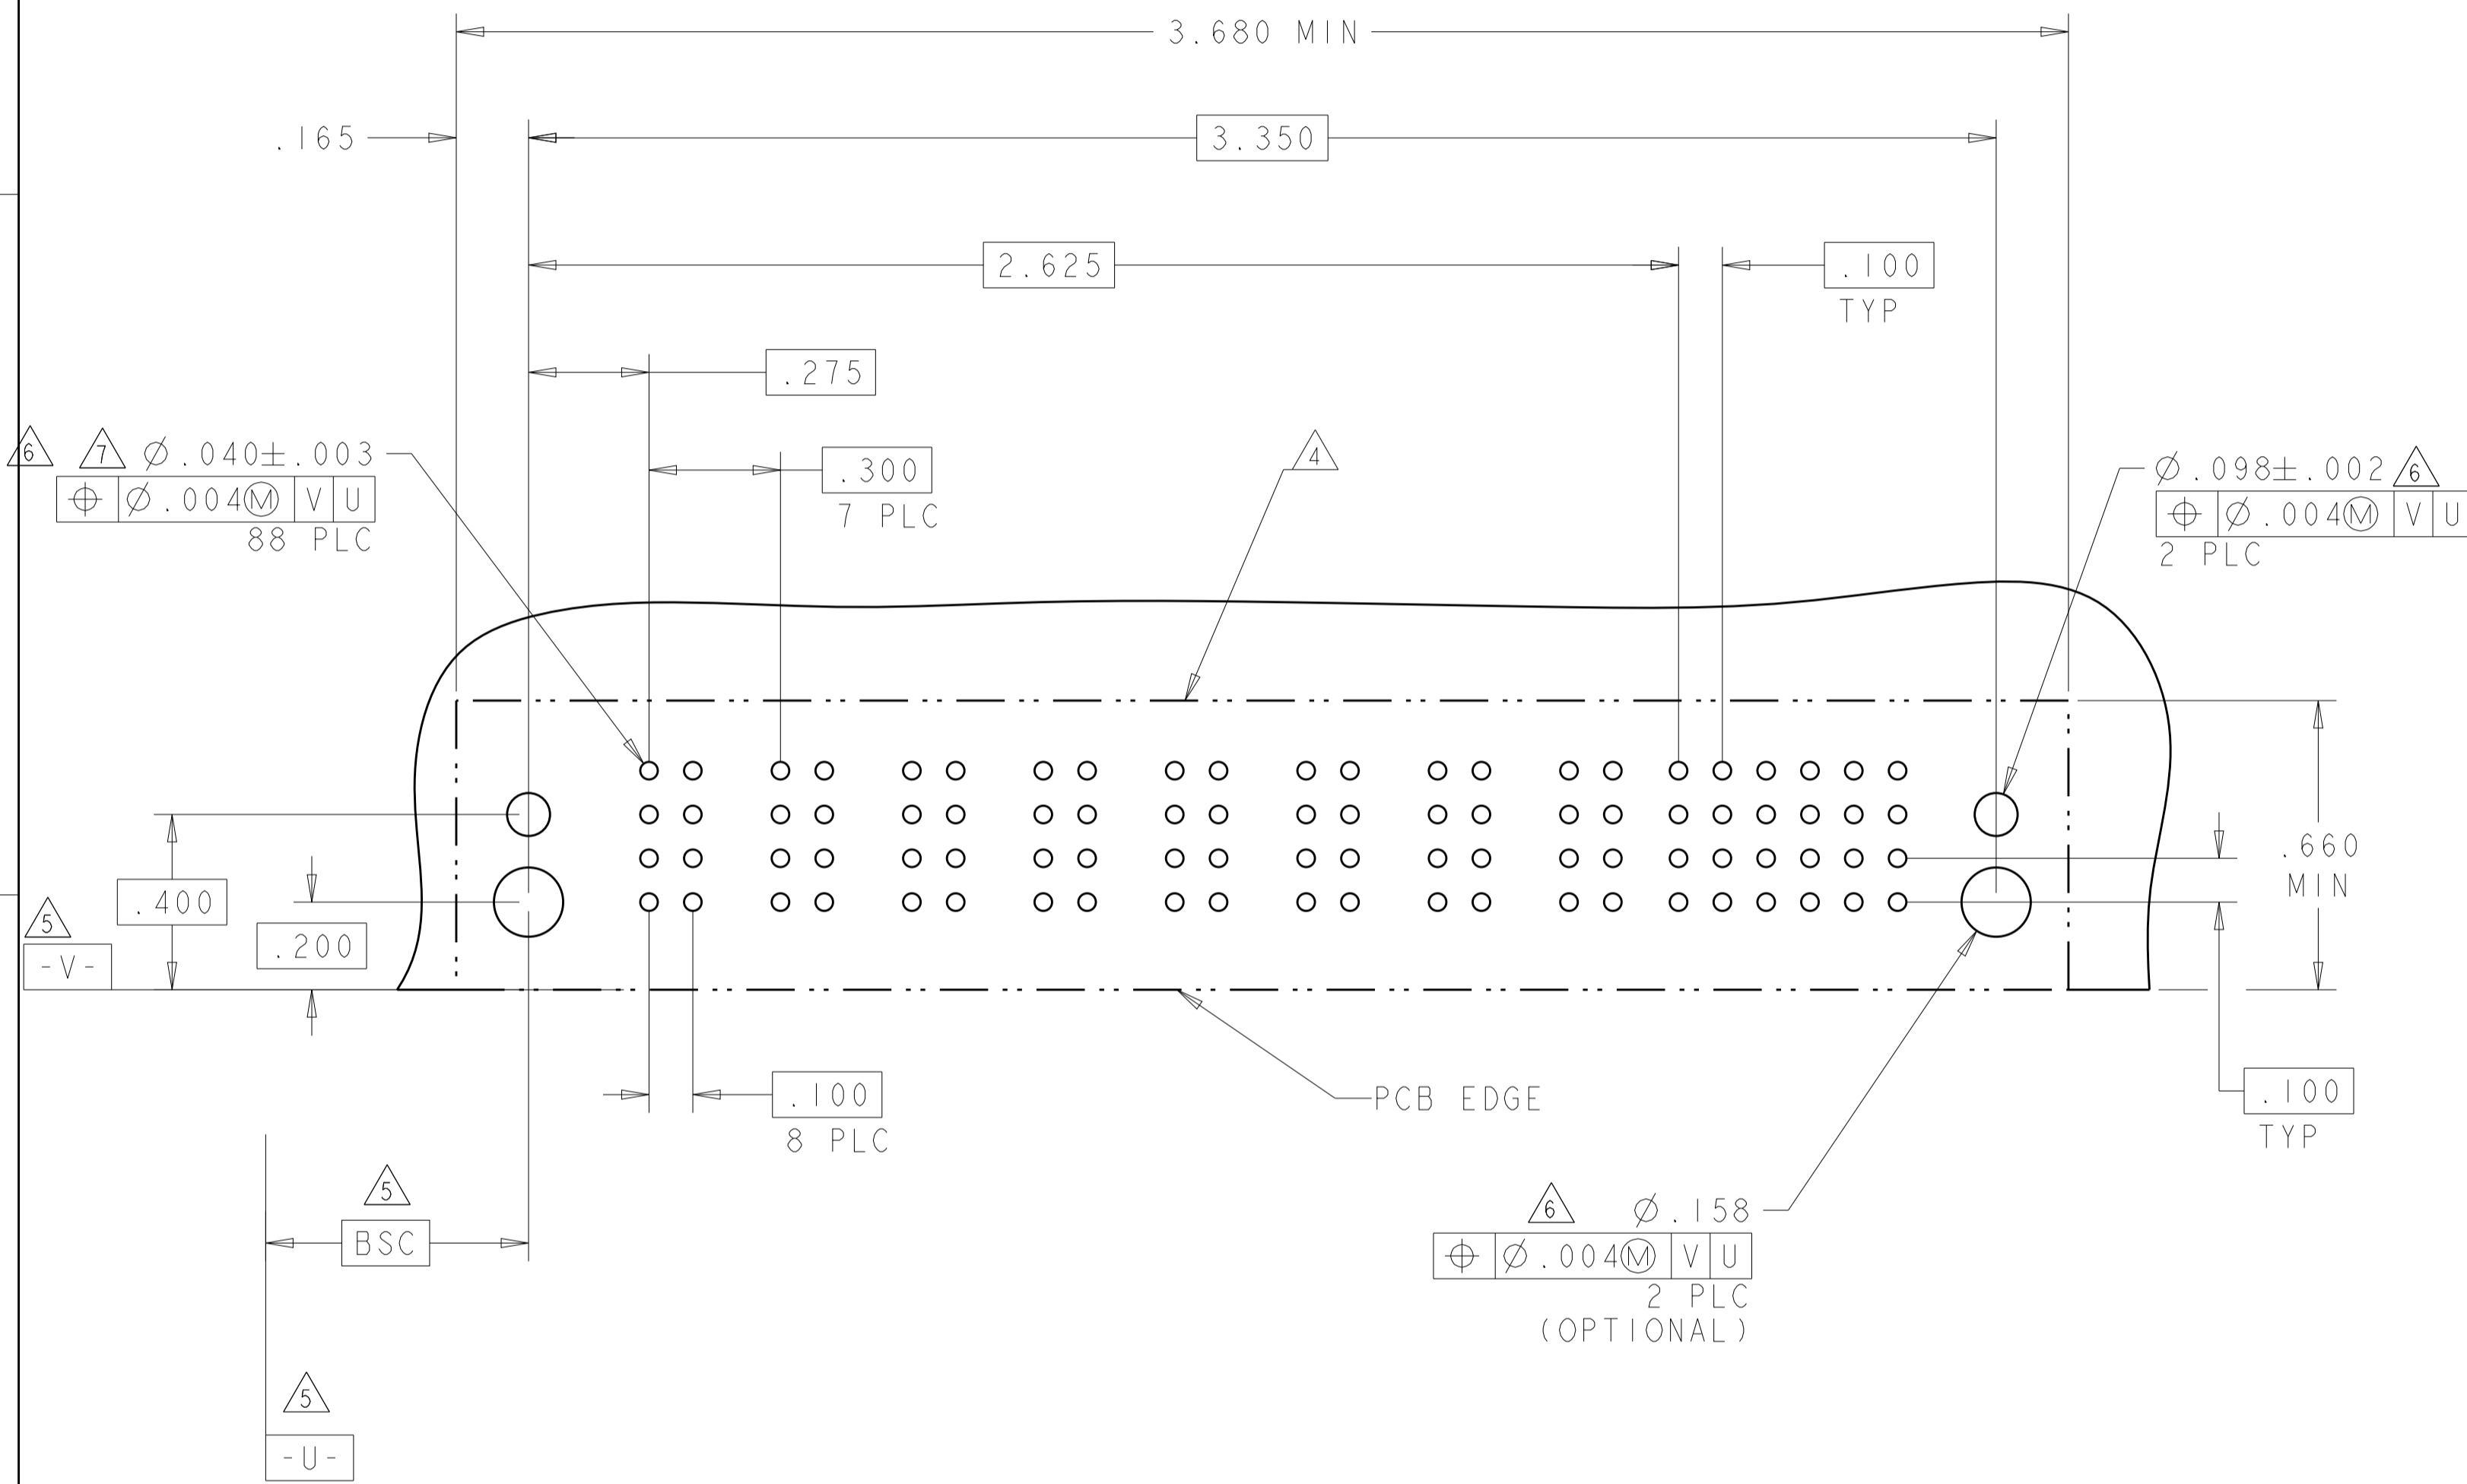 3.680 MIN
.165
3.350
2.625
.100
TYP
.275
.300
7 PLC
6 7 Ø.040±.003
⌖ Ø.004Ⓜ V U
88 PLC
4
Ø.098±.002 6
⌖ Ø.004Ⓜ V U
2 PLC
.400
.200
5
-V-
.660
MIN
.100
TYP
.100
8 PLC
PCB EDGE
5
BSC
6 Ø.158
⌖ Ø.004Ⓜ V U
2 PLC
(OPTIONAL)
5
-U-